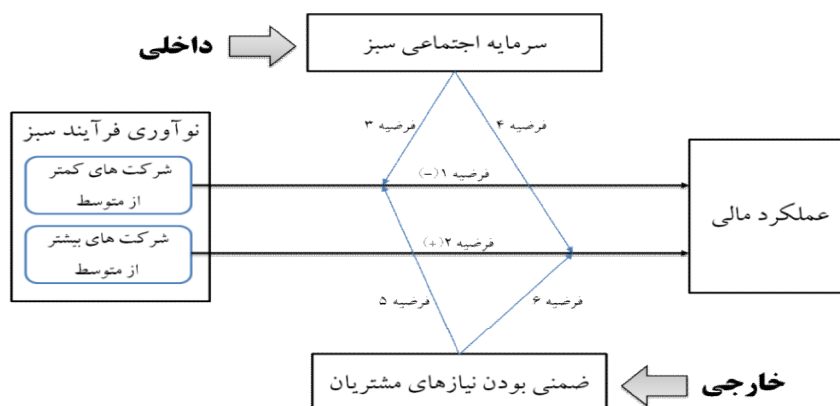 داخلی
سرمایه اجتماعی سبز
نوآوری فرآیند سبز
شرکت های کمتر
از متوسط
شرکت های بیشتر
از متوسط
فرضیه ۳
فرضیه ۴
فرضیه ۱(-)
فرضیه ۲(+)
فرضیه ۵
فرضیه ۶
عملکرد مالی
ضمنی بودن نیازهای مشتریان
خارجی